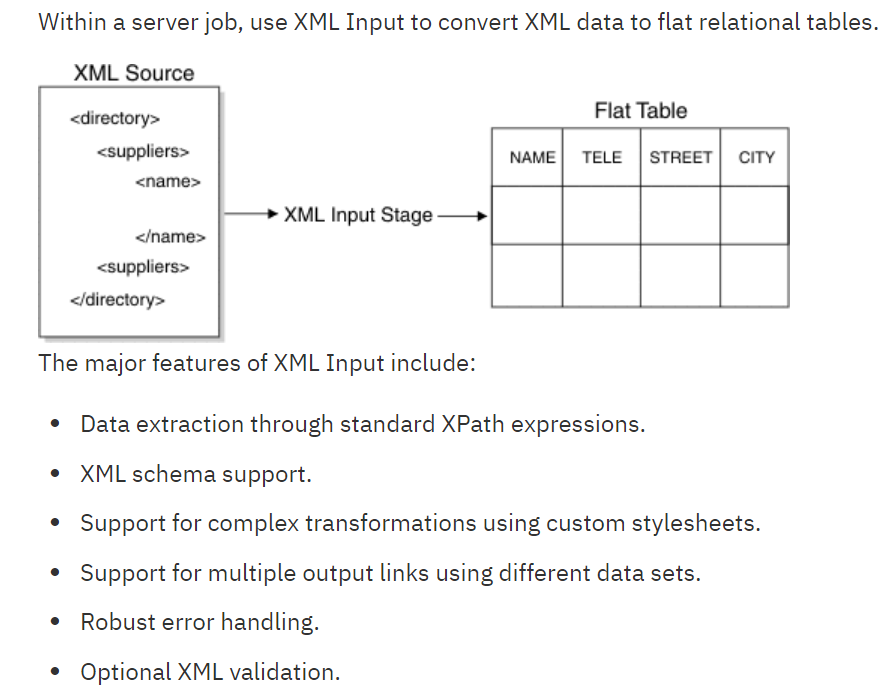 Within a server job, use XML Input to convert XML data to flat relational tables.
XML Source
<directory>
<suppliers>
<name>
</name>
<suppliers>
</directory>
XML Input Stage
Flat Table
NAME TELE STREET CITY
The major features of XML Input include:
• Data extraction through standard XPath expressions.
• XML schema support.
• Support for complex transformations using custom stylesheets.
• Support for multiple output links using different data sets.
• Robust error handling.
• Optional XML validation.